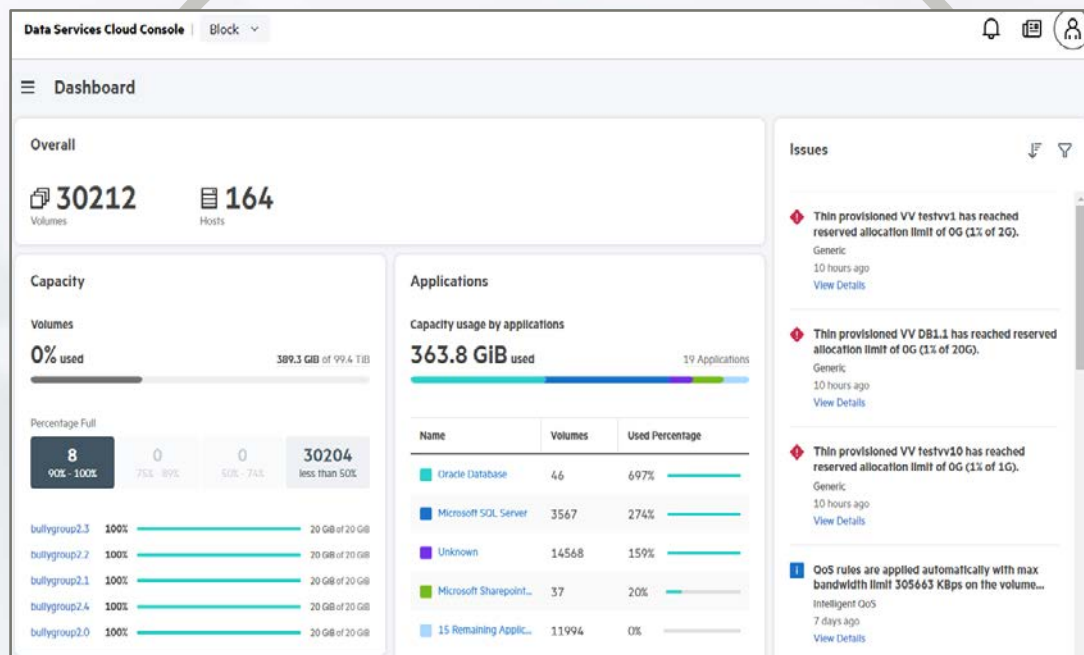 Data Services Cloud Console
Block
Dashboard
Overall
30212
Volumes
164
Hosts
Capacity
Volumes
0% used
389.3 GiB of 99.4 TiB
Percentage Full
8
90% - 100%
0
75% - 89%
0
50% - 74%
30204
less than 50%
bullygroup2.3 100% 20 GiB of 20 GiB
bullygroup2.2 100% 20 GiB of 20 GiB
bullygroup2.1 100% 20 GiB of 20 GiB
bullygroup2.4 100% 20 GiB of 20 GiB
bullygroup2.0 100% 20 GiB of 20 GiB
Applications
Capacity usage by applications
363.8 GiB used
19 Applications
Name Volumes Used Percentage
Oracle Database 46 697%
Microsoft SQL Server 3567 274%
Unknown 14568 159%
Microsoft Sharepoint... 37 20%
15 Remaining Applic... 11994 0%
Issues
Thin provisioned VV testvv1 has reached
reserved allocation limit of 0G (1% of 2G).
Generic
10 hours ago
View Details
Thin provisioned VV DB1.1 has reached reserved
allocation limit of 0G (1% of 20G).
Generic
10 hours ago
View Details
Thin provisioned VV testvv10 has reached
reserved allocation limit of 0G (1% of 1G).
Generic
10 hours ago
View Details
QoS rules are applied automatically with max
bandwidth limit 305663 KBps on the volume...
Intelligent QoS
7 days ago
View Details